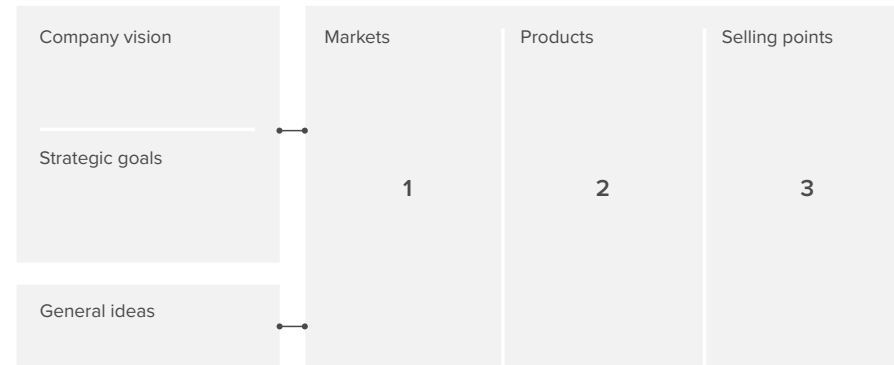 Company vision
Strategic goals
General ideas
Markets
Products
Selling points
1
2
3